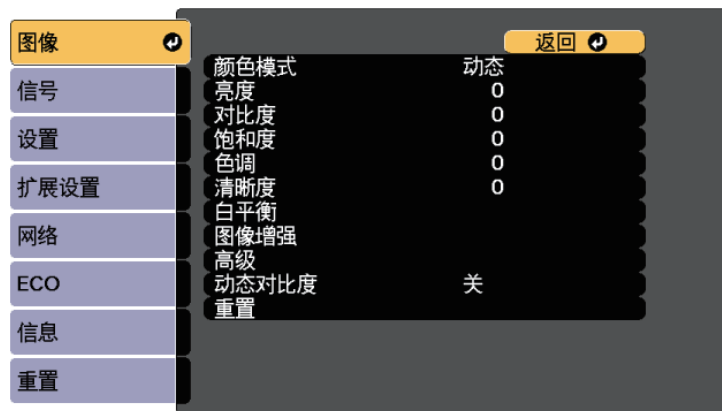 图像
信号
设置
扩展设置
网络
ECO
信息
重置
返回
颜色模式 动态
亮度 0
对比度 0
饱和度 0
色调 0
清晰度 0
白平衡
图像增强
高级
动态对比度 关
重置